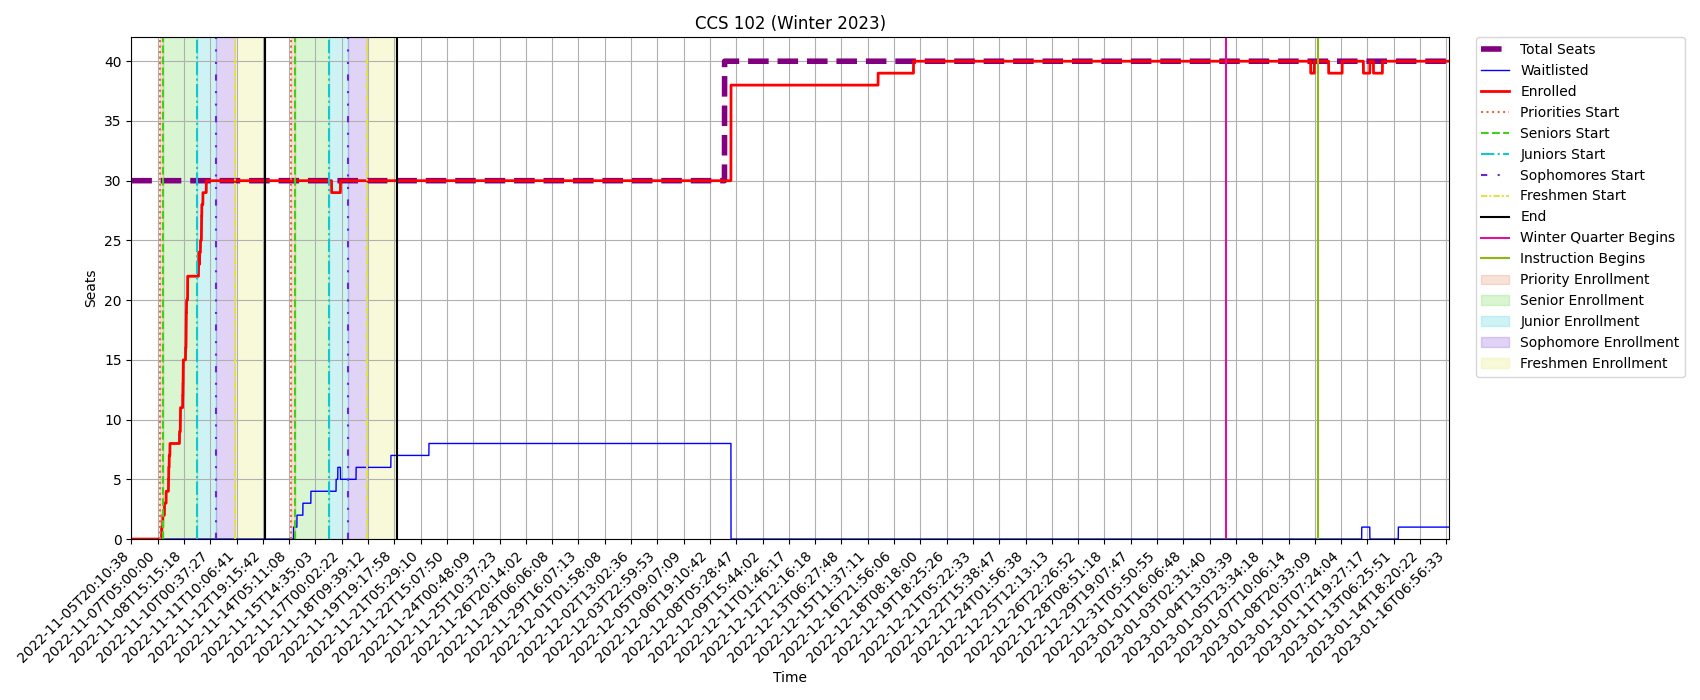 CCS 102 (Winter 2023)
Seats
40
35
30
25
20
15
10
5
0
2022-11-05T20:10:38
2022-11-07T05:00:00
2022-11-08T15:15:18
2022-11-10T00:37:27
2022-11-11T10:06:41
2022-11-12T19:15:42
2022-11-14T05:11:08
2022-11-15T14:35:03
2022-11-17T00:02:22
2022-11-18T09:39:12
2022-11-19T19:17:58
2022-11-21T05:29:10
2022-11-22T15:07:50
2022-11-24T00:48:09
2022-11-25T10:37:23
2022-11-26T20:14:02
2022-11-28T06:06:08
2022-11-29T16:07:13
2022-12-01T01:58:08
2022-12-02T13:02:36
2022-12-03T22:59:53
2022-12-05T09:07:09
2022-12-06T19:10:42
2022-12-08T05:28:47
2022-12-09T15:44:02
2022-12-11T01:46:17
2022-12-12T12:16:18
2022-12-13T06:27:48
2022-12-15T11:37:11
2022-12-16T21:56:06
2022-12-18T08:18:00
2022-12-19T18:25:26
2022-12-21T05:22:33
2022-12-22T15:38:47
2022-12-24T01:56:38
2022-12-25T12:13:13
2022-12-26T22:26:52
2022-12-28T08:51:18
2022-12-29T19:07:47
2022-12-31T05:50:55
2023-01-01T16:06:48
2023-01-03T02:31:40
2023-01-04T13:03:39
2023-01-05T23:34:18
2023-01-07T10:06:14
2023-01-08T20:33:09
2023-01-10T07:24:04
2023-01-11T19:27:17
2023-01-13T06:25:51
2023-01-14T18:20:22
2023-01-16T06:56:33
Time
Total Seats
Waitlisted
Enrolled
Priorities Start
Seniors Start
Juniors Start
Sophomores Start
Freshmen Start
End
Winter Quarter Begins
Instruction Begins
Priority Enrollment
Senior Enrollment
Junior Enrollment
Sophomore Enrollment
Freshmen Enrollment